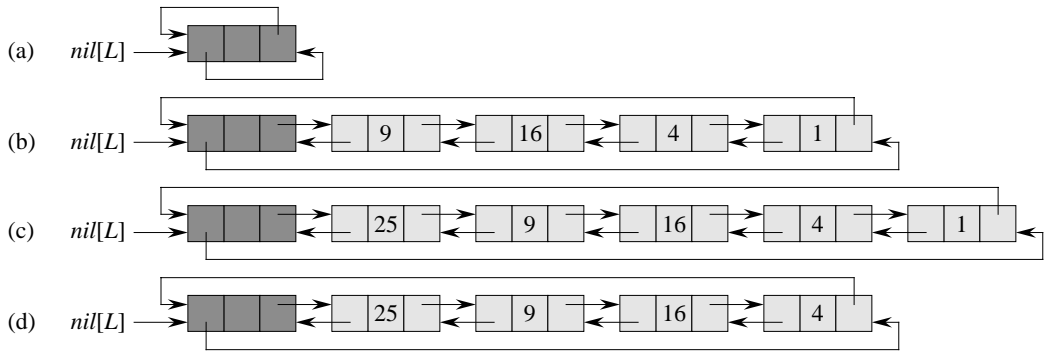 (a) nil[L]
(b) nil[L] 9 16 4 1
(c) nil[L] 25 9 16 4 1
(d) nil[L] 25 9 16 4